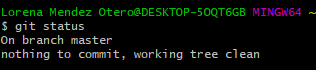 Lorena Mendez Otero@DESKTOP-5OQT6GB MINGW64 ~
$ git status
On branch master
nothing to commit, working tree clean